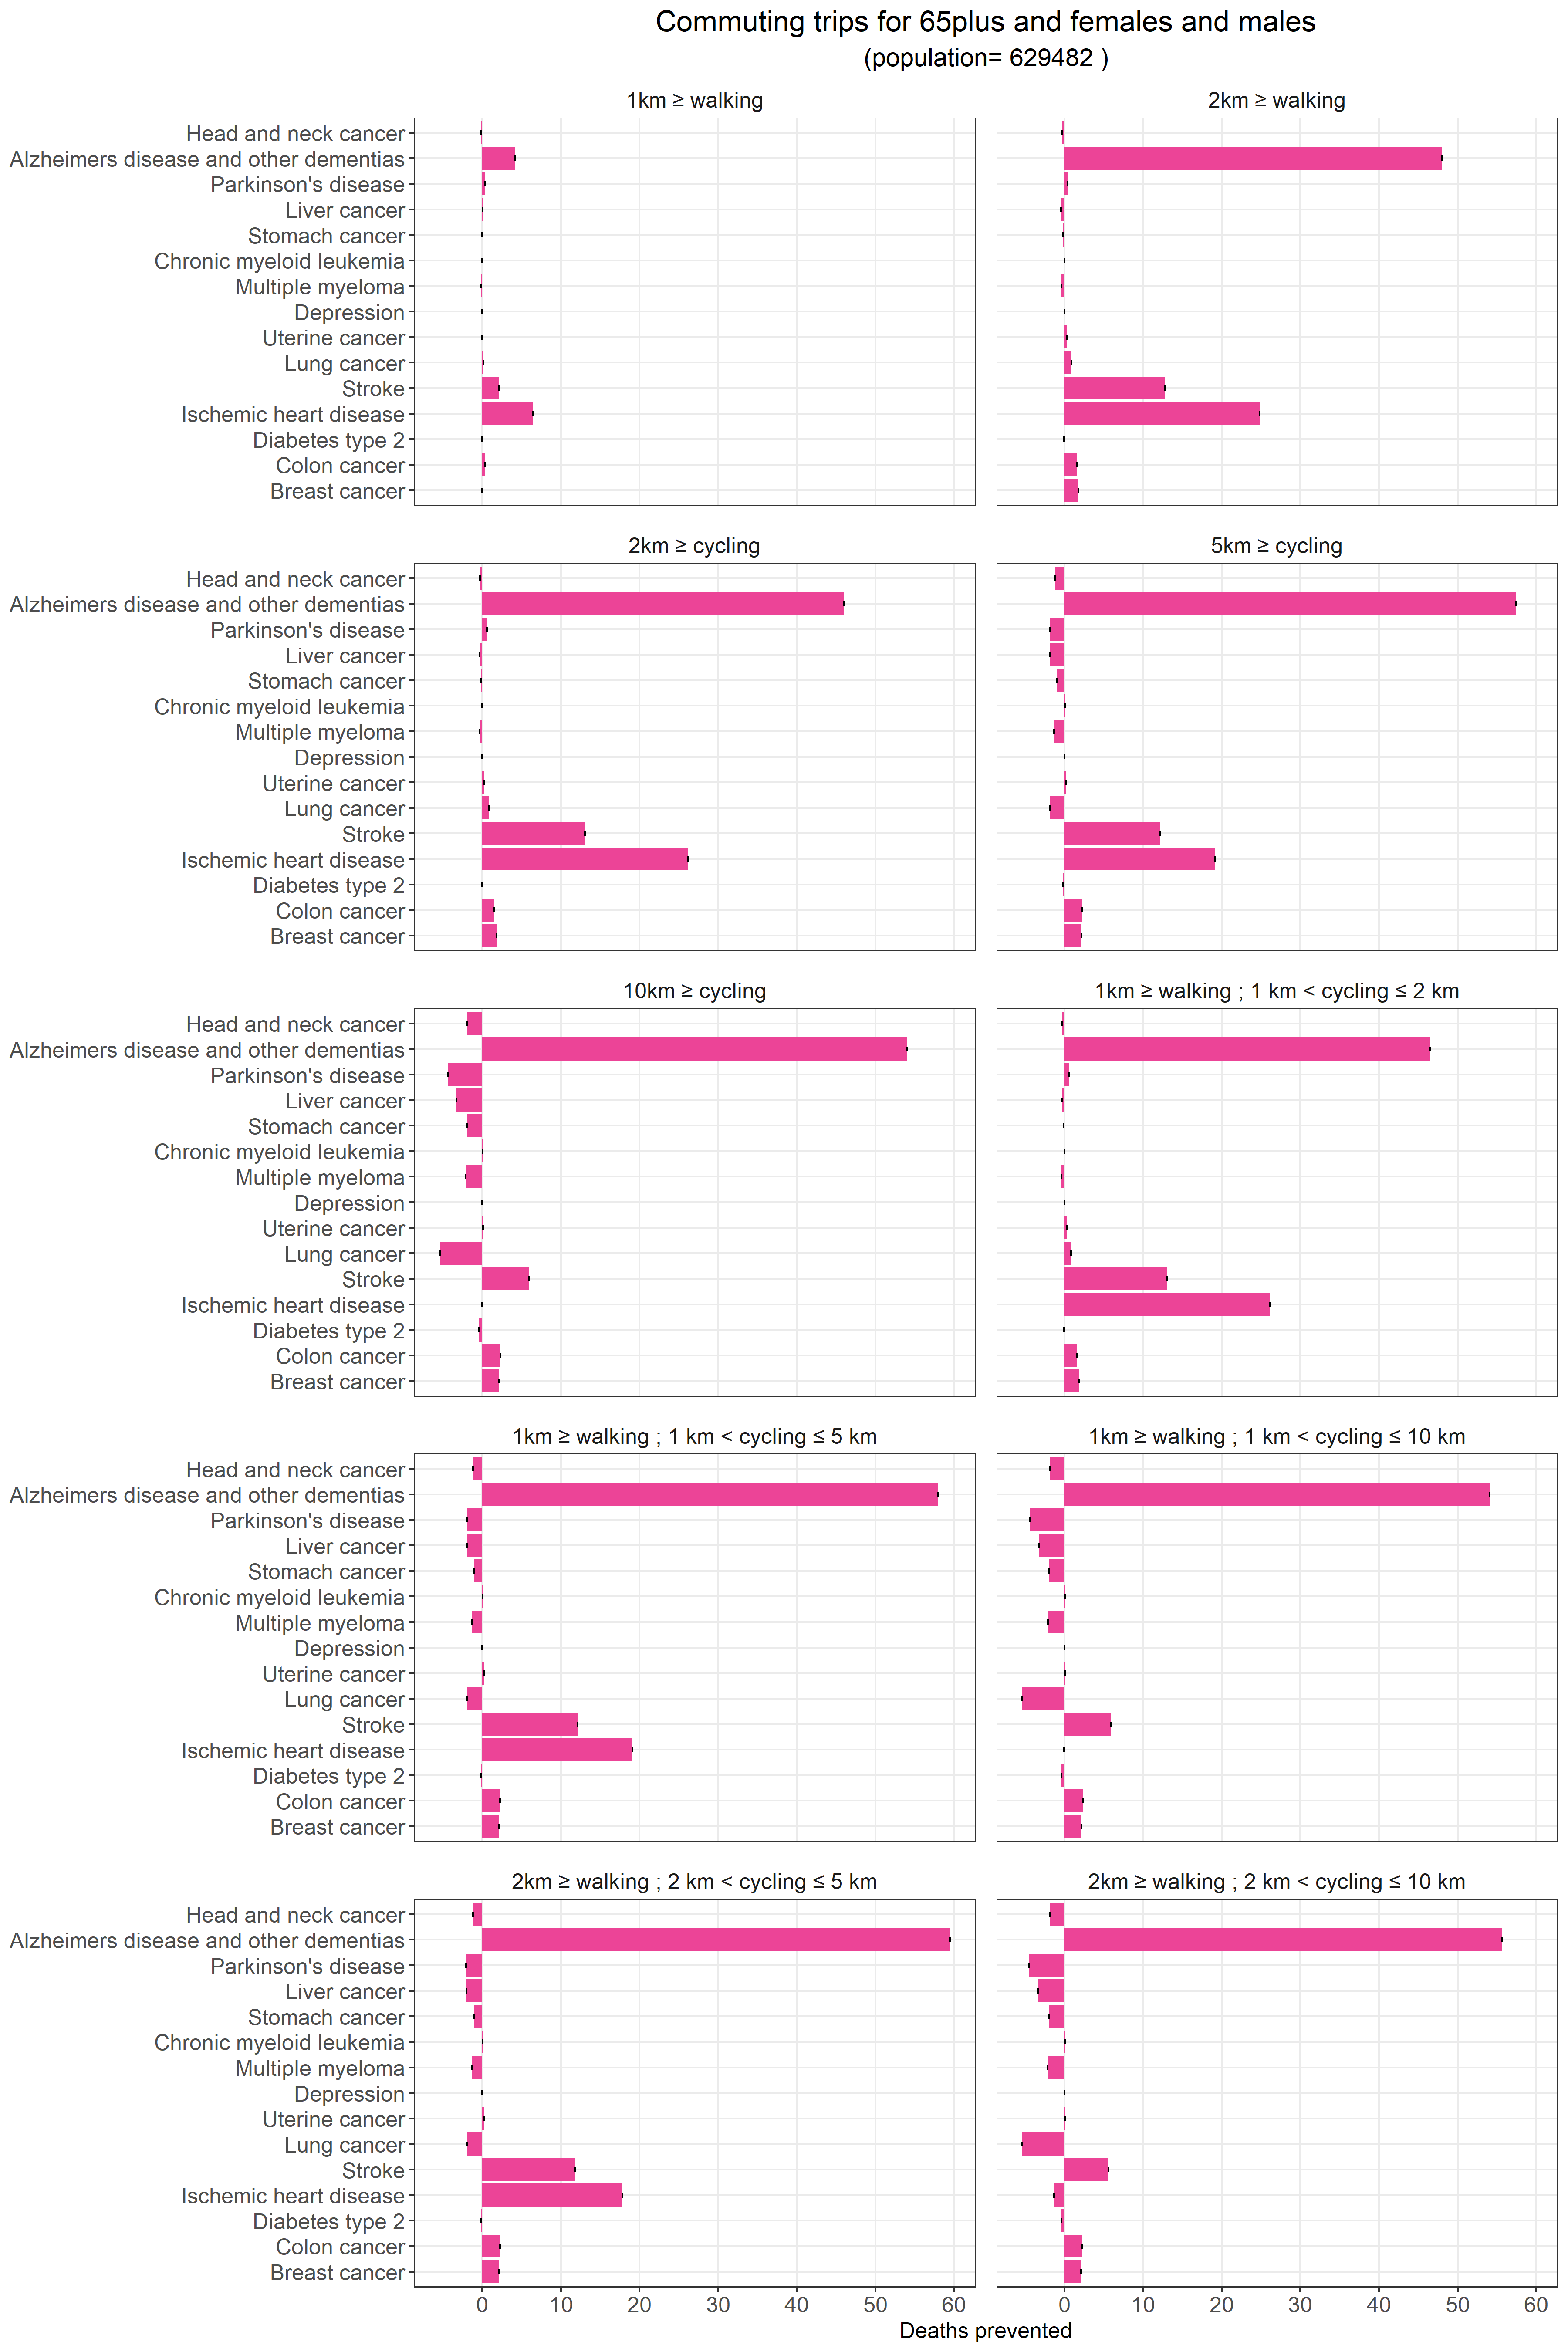 Commuting trips for 65plus and females and males
(population= 629482 )
1km ≥ walking
2km ≥ walking
Head and neck cancer
Alzheimers disease and other dementias
Parkinson's disease
Liver cancer
Stomach cancer
Chronic myeloid leukemia
Multiple myeloma
Depression
Uterine cancer
Lung cancer
Stroke
Ischemic heart disease
Diabetes type 2
Colon cancer
Breast cancer
2km ≥ cycling
5km ≥ cycling
Head and neck cancer
Alzheimers disease and other dementias
Parkinson's disease
Liver cancer
Stomach cancer
Chronic myeloid leukemia
Multiple myeloma
Depression
Uterine cancer
Lung cancer
Stroke
Ischemic heart disease
Diabetes type 2
Colon cancer
Breast cancer
10km ≥ cycling
1km ≥ walking ; 1 km < cycling ≤ 2 km
Head and neck cancer
Alzheimers disease and other dementias
Parkinson's disease
Liver cancer
Stomach cancer
Chronic myeloid leukemia
Multiple myeloma
Depression
Uterine cancer
Lung cancer
Stroke
Ischemic heart disease
Diabetes type 2
Colon cancer
Breast cancer
1km ≥ walking ; 1 km < cycling ≤ 5 km
1km ≥ walking ; 1 km < cycling ≤ 10 km
Head and neck cancer
Alzheimers disease and other dementias
Parkinson's disease
Liver cancer
Stomach cancer
Chronic myeloid leukemia
Multiple myeloma
Depression
Uterine cancer
Lung cancer
Stroke
Ischemic heart disease
Diabetes type 2
Colon cancer
Breast cancer
2km ≥ walking ; 2 km < cycling ≤ 5 km
2km ≥ walking ; 2 km < cycling ≤ 10 km
Head and neck cancer
Alzheimers disease and other dementias
Parkinson's disease
Liver cancer
Stomach cancer
Chronic myeloid leukemia
Multiple myeloma
Depression
Uterine cancer
Lung cancer
Stroke
Ischemic heart disease
Diabetes type 2
Colon cancer
Breast cancer
0 10 20 30 40 50 60
0 10 20 30 40 50 60
Deaths prevented